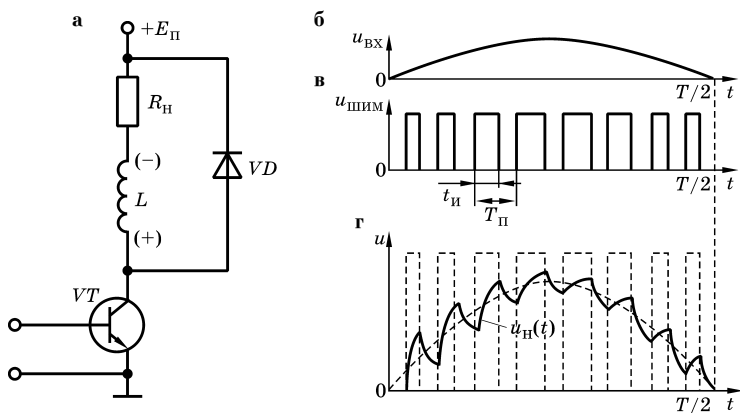 а
+Eп
Rн
(−)
L
VD
(+)
VT
б
uвх
0
T/2
t
в
uшим
0
T/2
t
tи
Tп
г
u
uн(t)
0
T/2
t